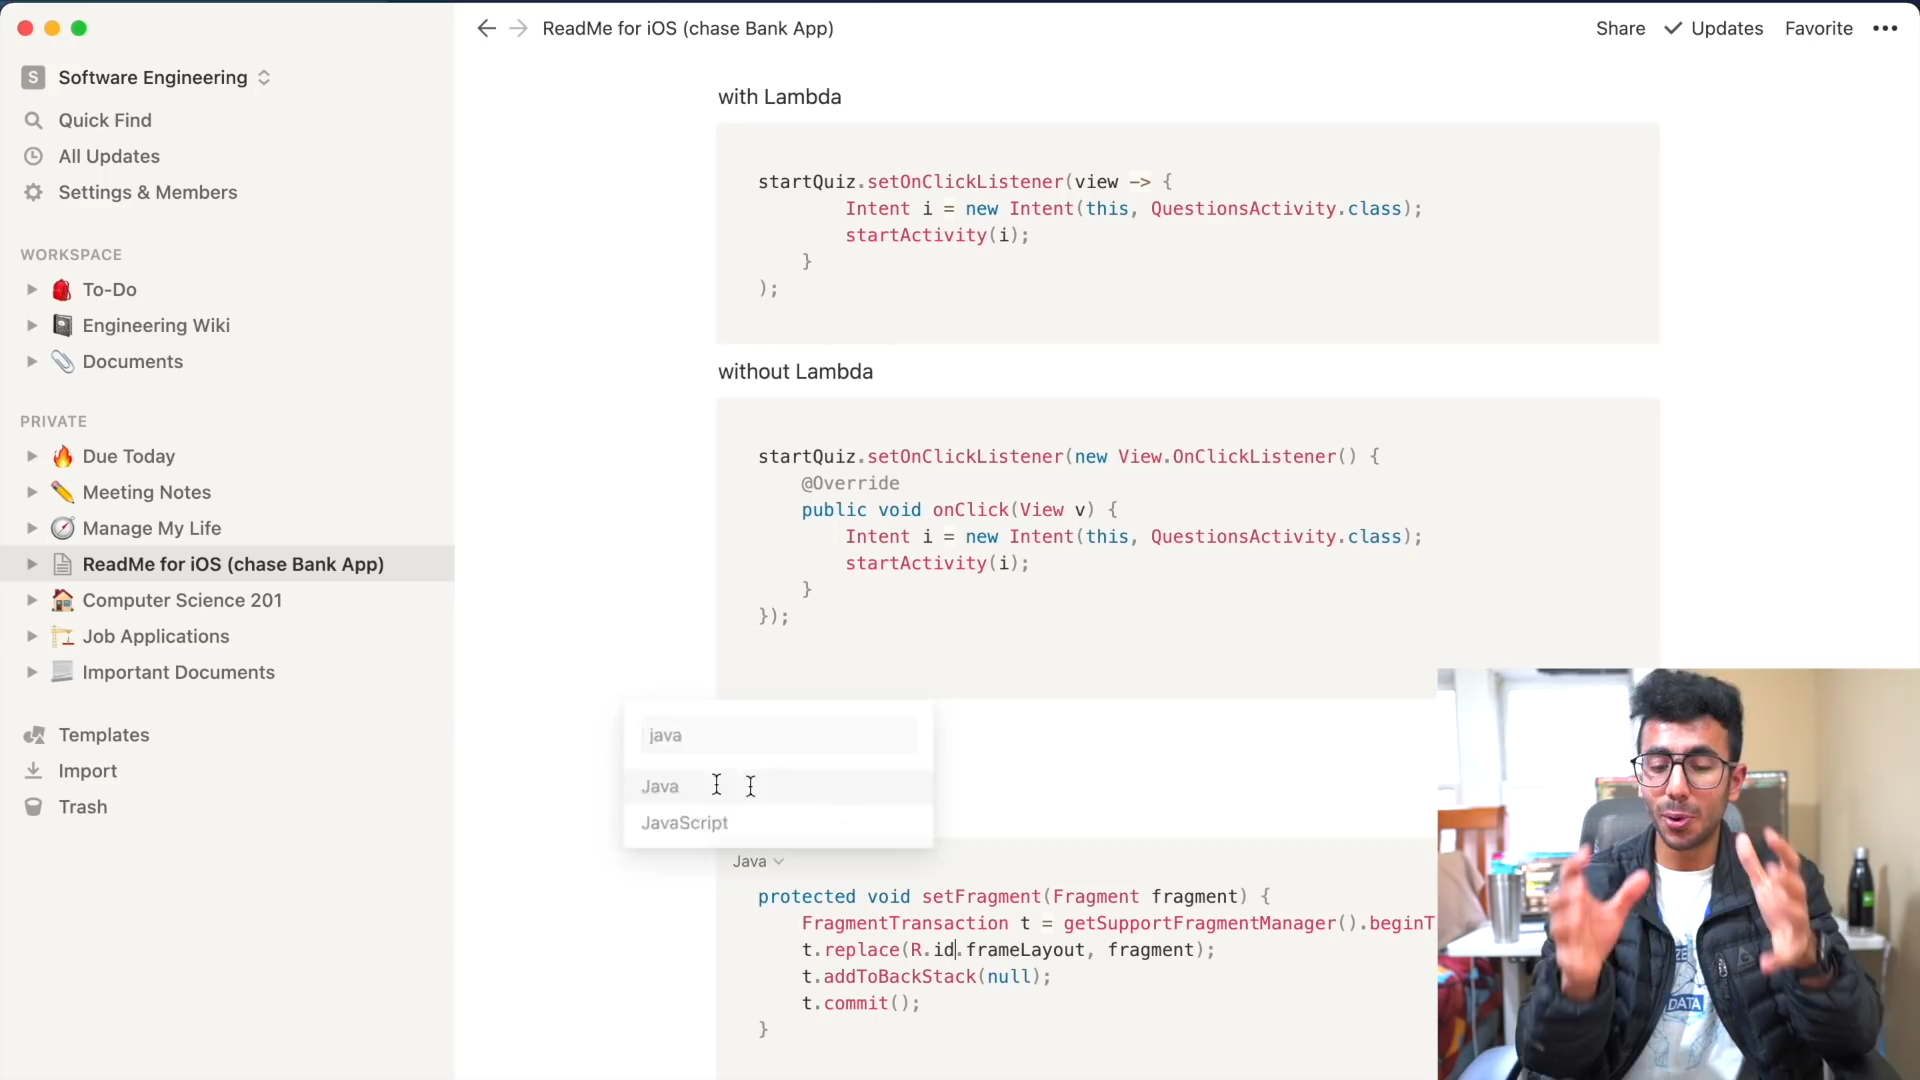 ReadMe for iOS (chase Bank App)
Share
Updates
Favorite
S
Software Engineering
Quick Find
All Updates
Settings & Members
WORKSPACE
To-Do
Engineering Wiki
Documents
PRIVATE
Due Today
Meeting Notes
Manage My Life
ReadMe for iOS (chase Bank App)
Computer Science 201
Job Applications
Important Documents
Templates
Import
Trash
with Lambda
startQuiz.setOnClickListener(view -> {
Intent i = new Intent(this, QuestionsActivity.class);
startActivity(i);
}
);
without Lambda
startQuiz.setOnClickListener(new View.OnClickListener() {
@Override
public void onClick(View v) {
Intent i = new Intent(this, QuestionsActivity.class);
startActivity(i);
}
});
java
Java
JavaScript
Java
protected void setFragment(Fragment fragment) {
FragmentTransaction t = getSupportFragmentManager().beginT
t.replace(R.id.frameLayout, fragment);
t.addToBackStack(null);
t.commit();
}
DATA